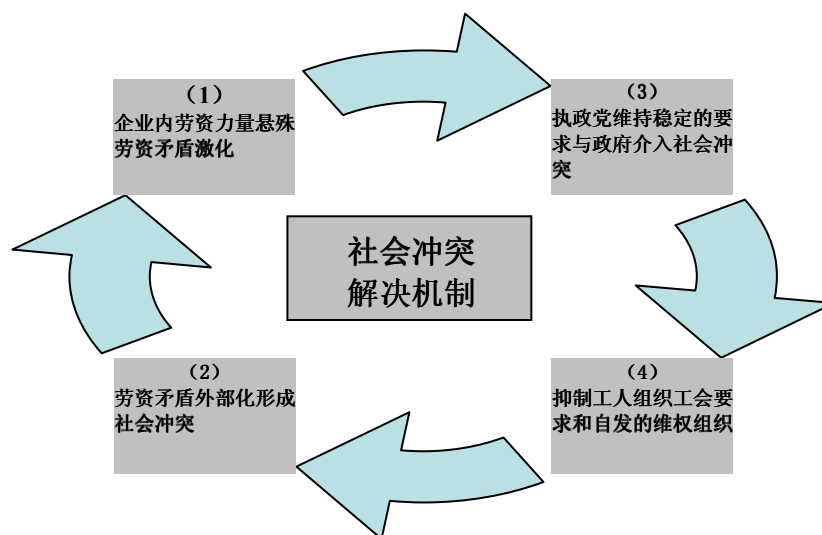 （1）
企业内劳资力量悬殊
劳资矛盾激化
（3）
执政党维持稳定的要
求与政府介入社会冲
突
社会冲突
解决机制
（2）
劳资矛盾外部化形成
社会冲突
（4）
抑制工人组织工会要
求和自发的维权组织